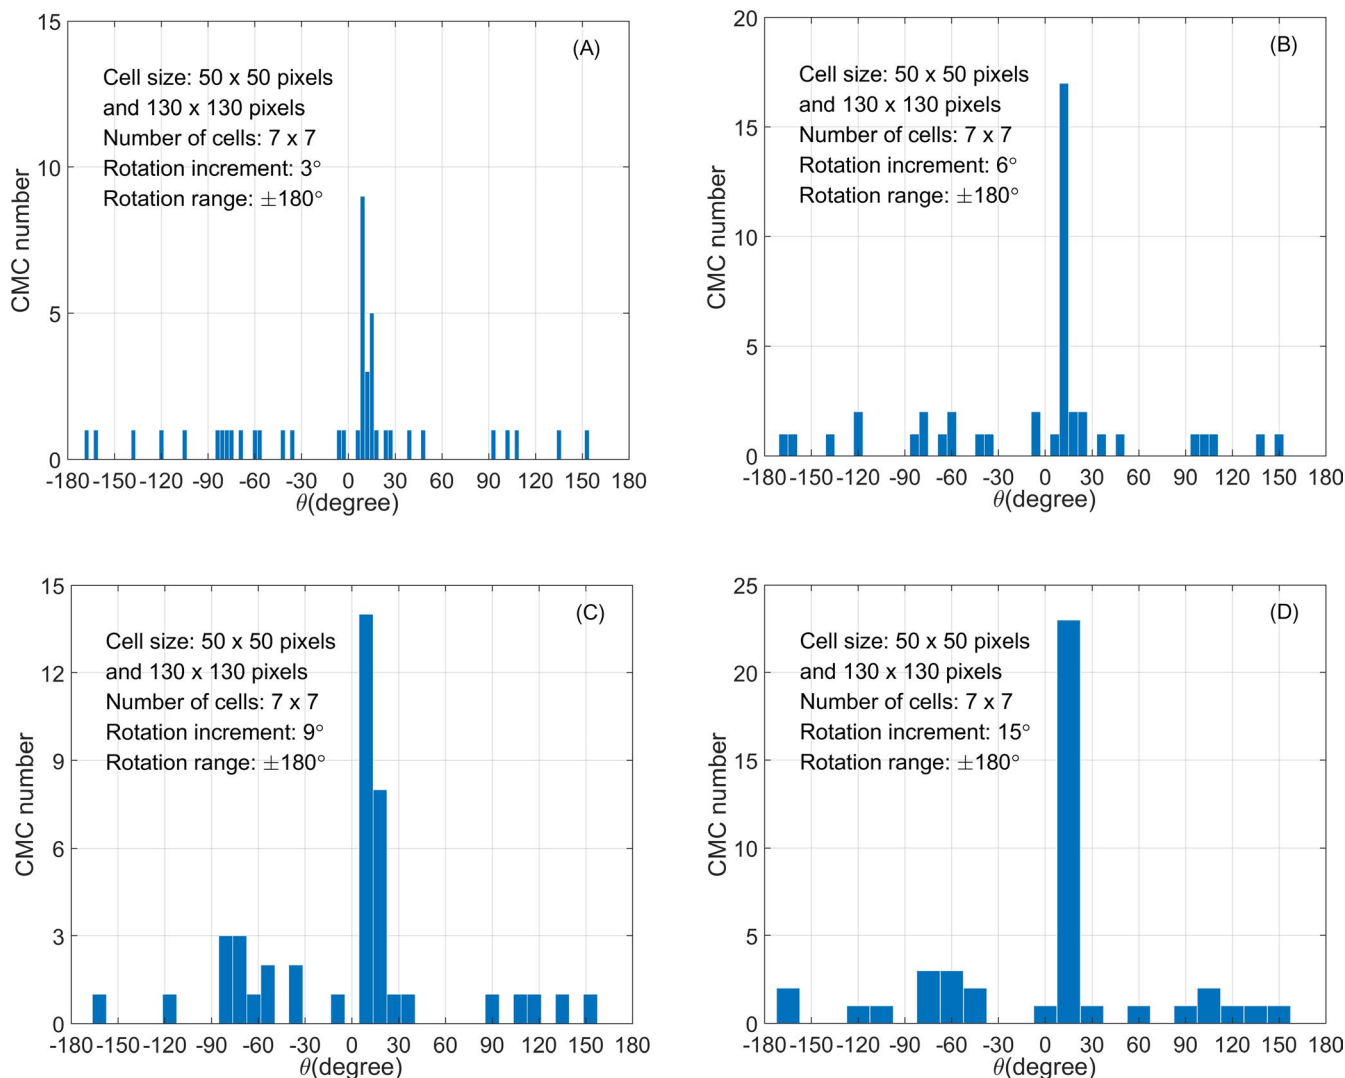 (A)
Cell size: 50 x 50 pixels
and 130 x 130 pixels
Number of cells: 7 x 7
Rotation increment: 3°
Rotation range: ±180°
CMC number
15
10
5
0
-180 -150 -120 -90 -60 -30 0 30 60 90 120 150 180
θ(degree)
(B)
Cell size: 50 x 50 pixels
and 130 x 130 pixels
Number of cells: 7 x 7
Rotation increment: 6°
Rotation range: ±180°
CMC number
20
15
10
5
0
-180 -150 -120 -90 -60 -30 0 30 60 90 120 150 180
θ(degree)
(C)
Cell size: 50 x 50 pixels
and 130 x 130 pixels
Number of cells: 7 x 7
Rotation increment: 9°
Rotation range: ±180°
CMC number
15
12
9
6
3
0
-180 -150 -120 -90 -60 -30 0 30 60 90 120 150 180
θ(degree)
(D)
Cell size: 50 x 50 pixels
and 130 x 130 pixels
Number of cells: 7 x 7
Rotation increment: 15°
Rotation range: ±180°
CMC number
25
20
15
10
5
0
-180 -150 -120 -90 -60 -30 0 30 60 90 120 150 180
θ(degree)